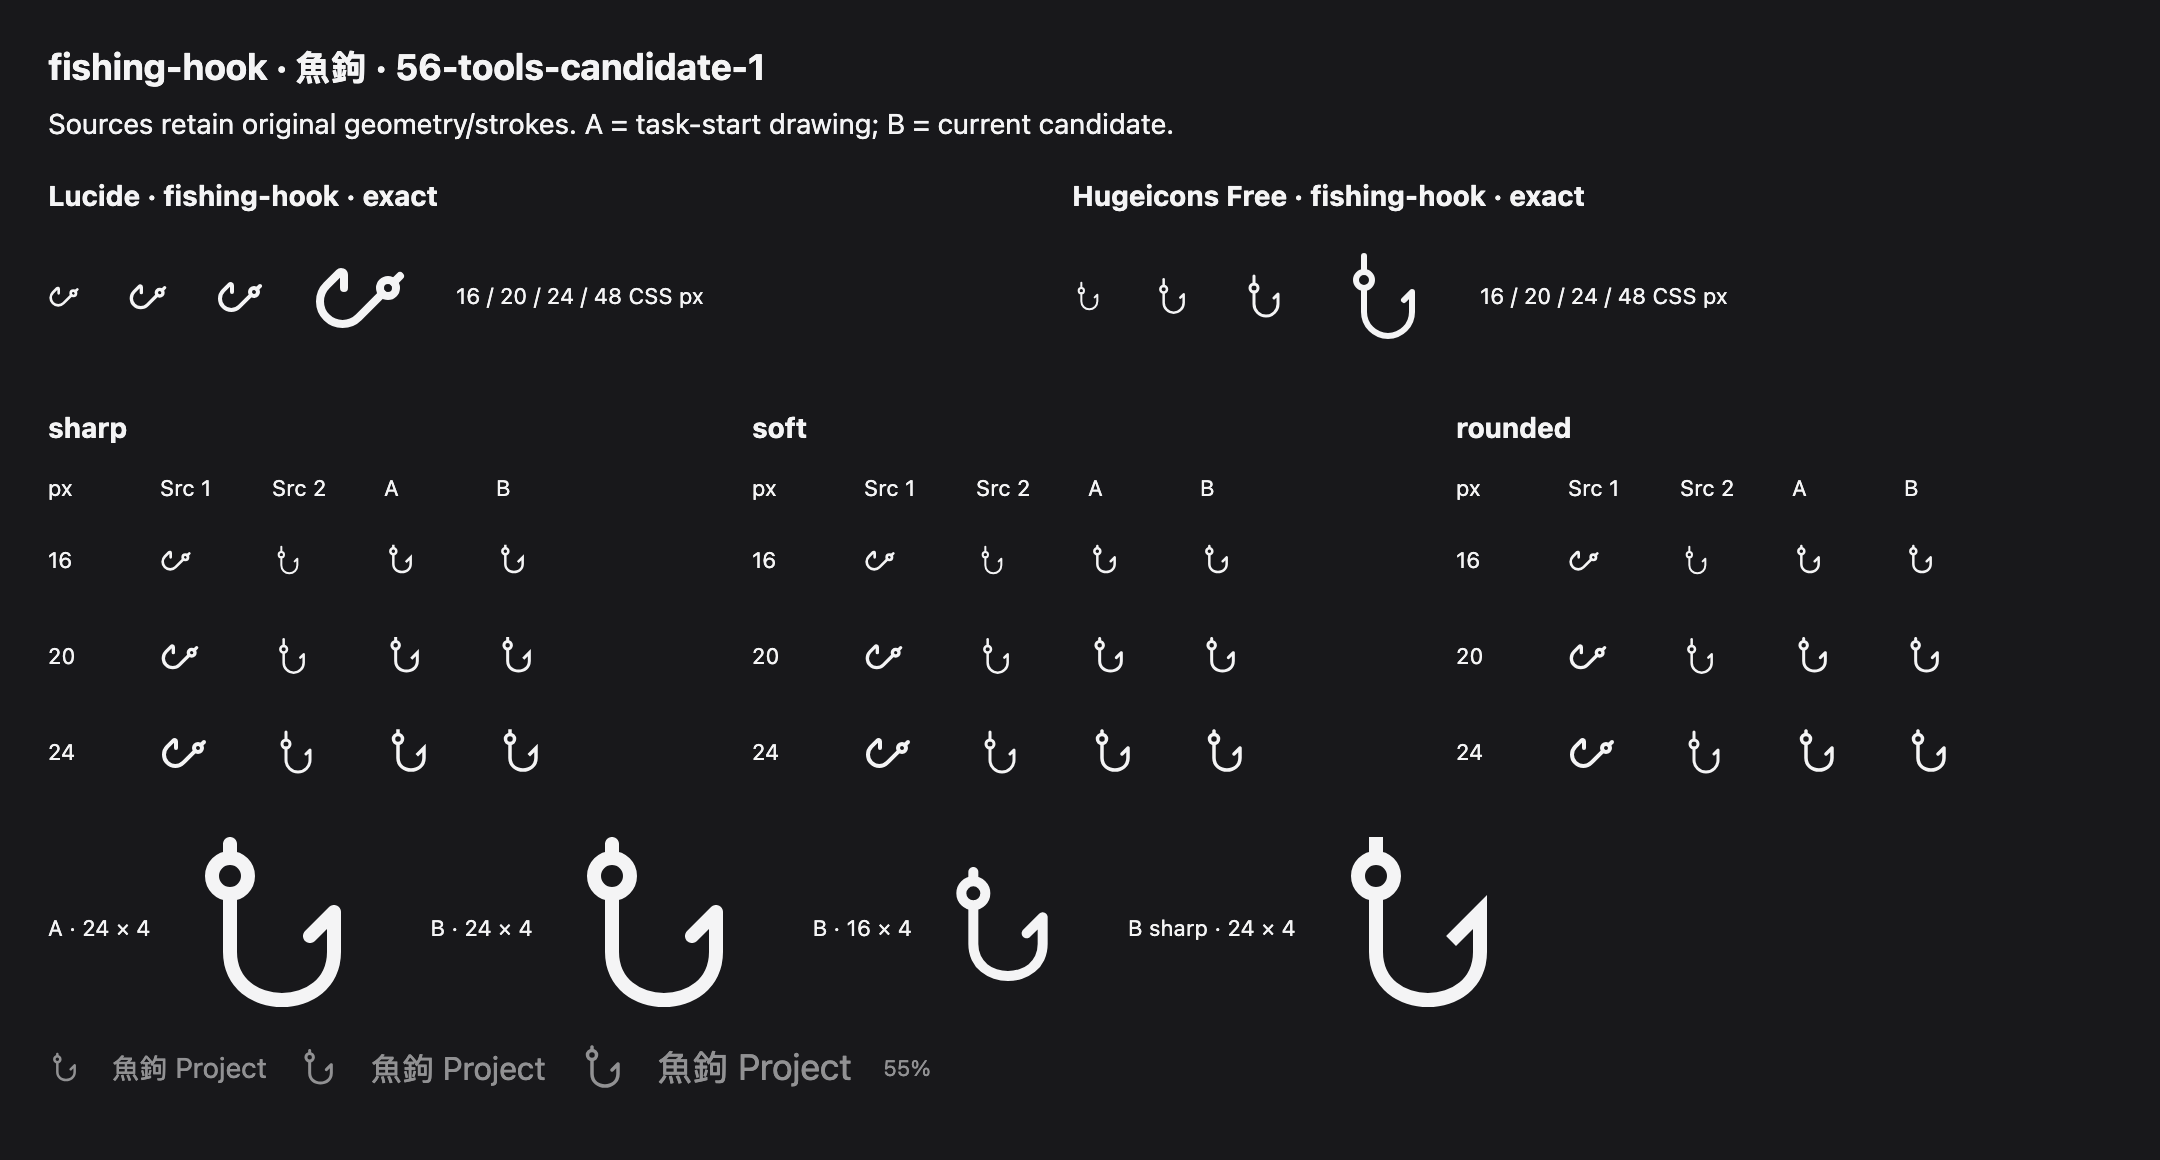 fishing-hook · 魚鉤 · 56-tools-candidate-1
Sources retain original geometry/strokes. A = task-start drawing; B = current candidate.
Lucide · fishing-hook · exact
Hugeicons Free · fishing-hook · exact
16 / 20 / 24 / 48 CSS px
16 / 20 / 24 / 48 CSS px
sharp
soft
rounded
px Src 1 Src 2 A B
px Src 1 Src 2 A B
px Src 1 Src 2 A B
16
16
16
20
20
20
24
24
24
A · 24 × 4
B · 24 × 4
B · 16 × 4
B sharp · 24 × 4
魚鉤 Project
魚鉤 Project
魚鉤 Project
55%